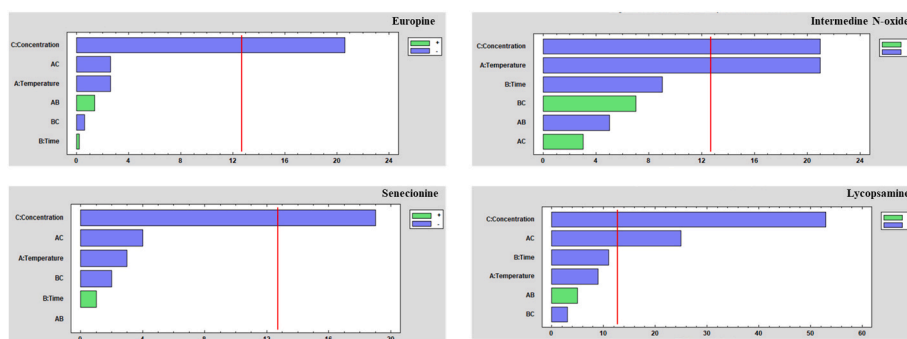 Europine
C:Concentration
AC
A:Temperature
AB
BC
B:Time
0 4 8 12 16 20 24
+
-
Intermedine N-oxide
C:Concentration
A:Temperature
B:Time
BC
AB
AC
0 4 8 12 16 20 24
Senecionine
C:Concentration
AC
A:Temperature
BC
B:Time
AB
0 4 8 12 16 20
+
-
Lycopsamine
C:Concentration
AC
B:Time
A:Temperature
AB
BC
0 10 20 30 40 50 60